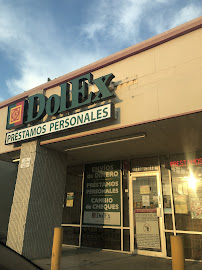 DolEx
PRÉSTAMOS PERSONALES
ENVÍOS
de DINERO
PRÉSTAMOS
PERSONALES
CAMBIO
de CHEQUES